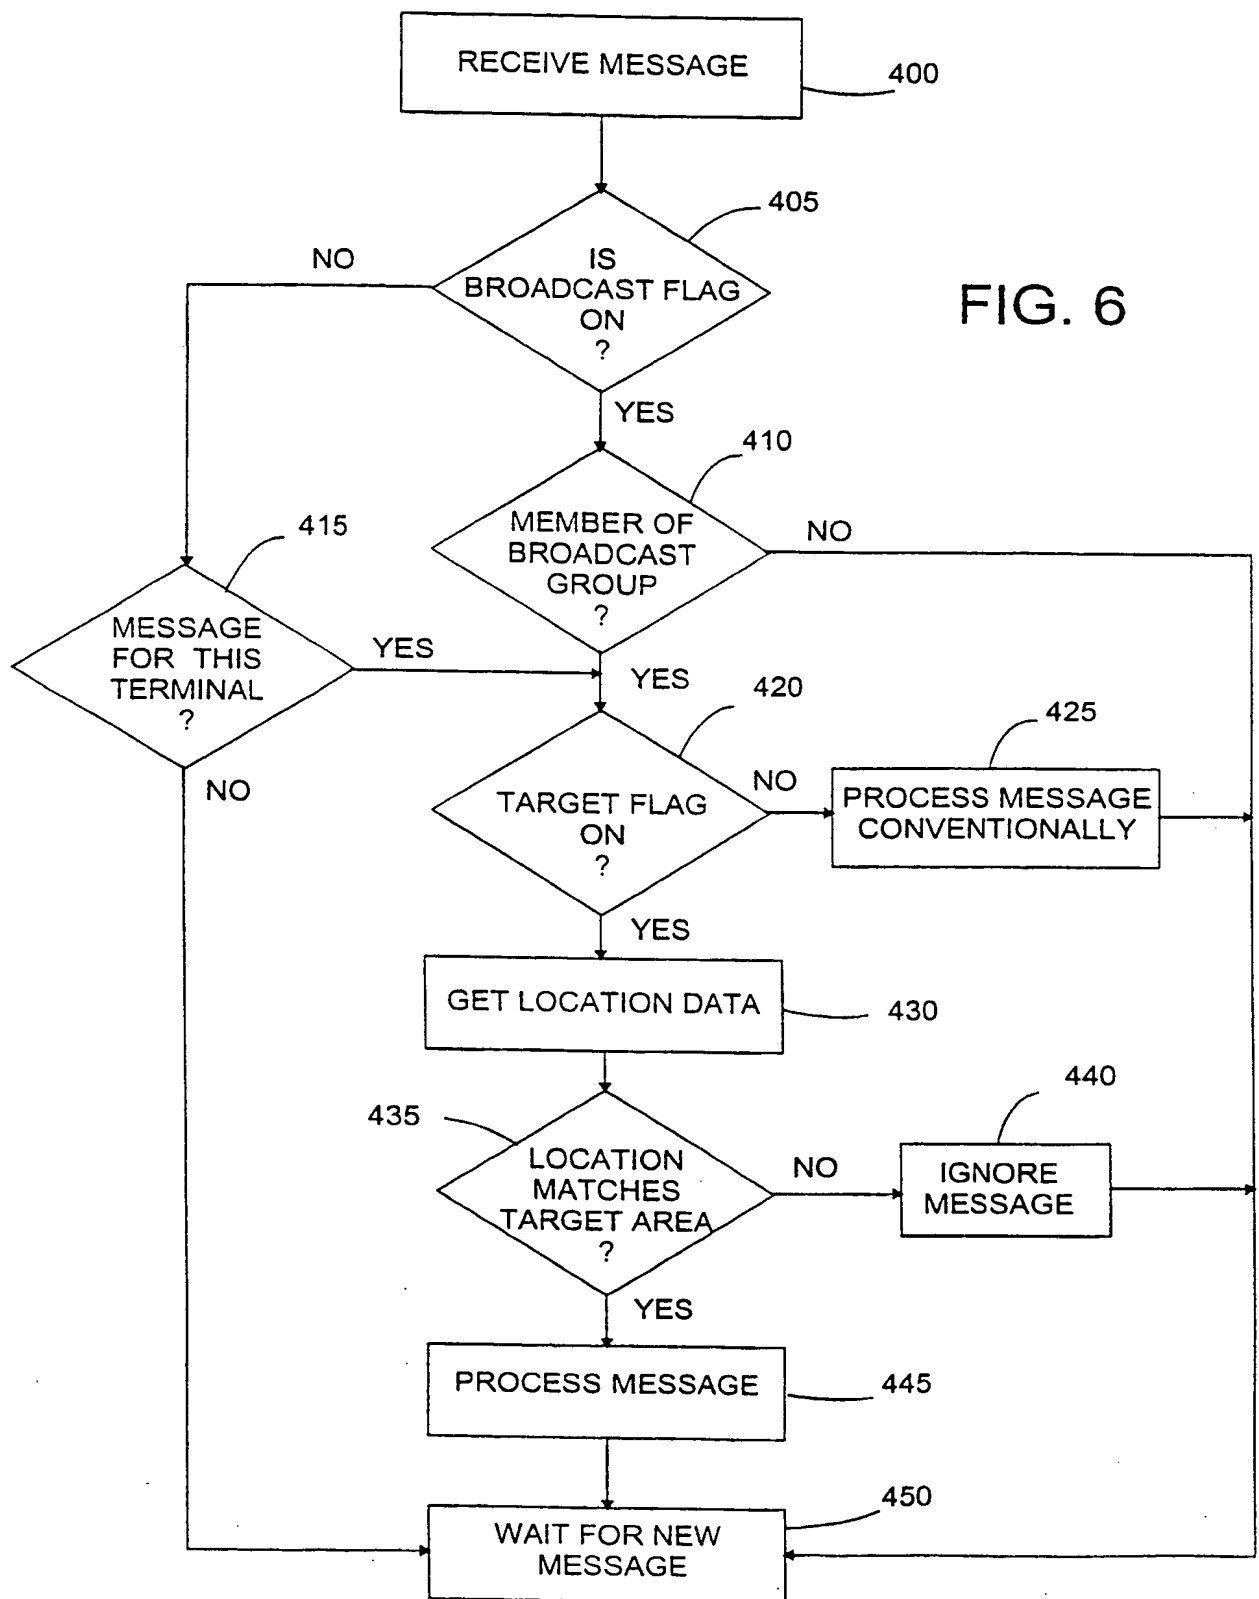 RECEIVE MESSAGE
400
405
NO
IS
BROADCAST FLAG
ON
?
FIG. 6
YES
410
MEMBER OF
BROADCAST
GROUP
?
NO
415
MESSAGE
FOR THIS
TERMINAL
?
YES
YES
420
425
NO
TARGET FLAG
ON
?
NO
PROCESS MESSAGE
CONVENTIONALLY
YES
GET LOCATION DATA
430
435
440
LOCATION
MATCHES
TARGET AREA
?
NO
IGNORE
MESSAGE
YES
PROCESS MESSAGE
445
450
WAIT FOR NEW
MESSAGE